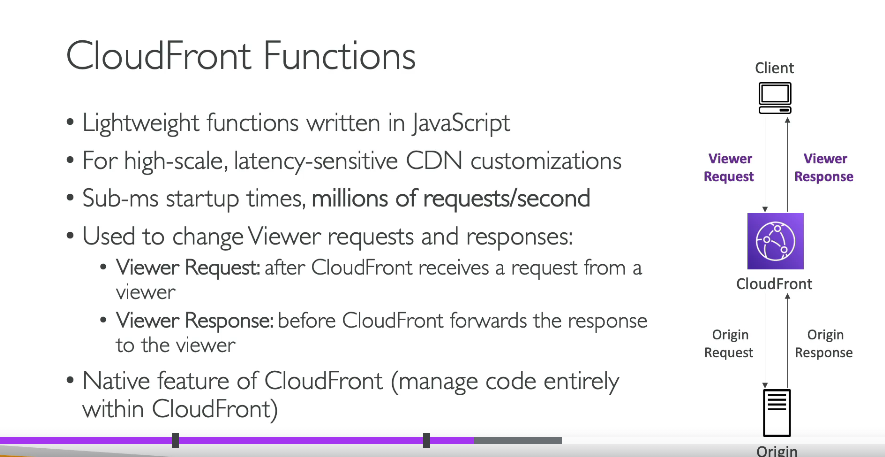 CloudFront Functions
• Lightweight functions written in JavaScript
• For high-scale, latency-sensitive CDN customizations
• Sub-ms startup times, millions of requests/second
• Used to change Viewer requests and responses:
• Viewer Request: after CloudFront receives a request from a
viewer
• Viewer Response: before CloudFront forwards the response
to the viewer
• Native feature of CloudFront (manage code entirely
within CloudFront)
Client
Viewer
Request
Viewer
Response
CloudFront
Origin
Request
Origin
Response
Origin